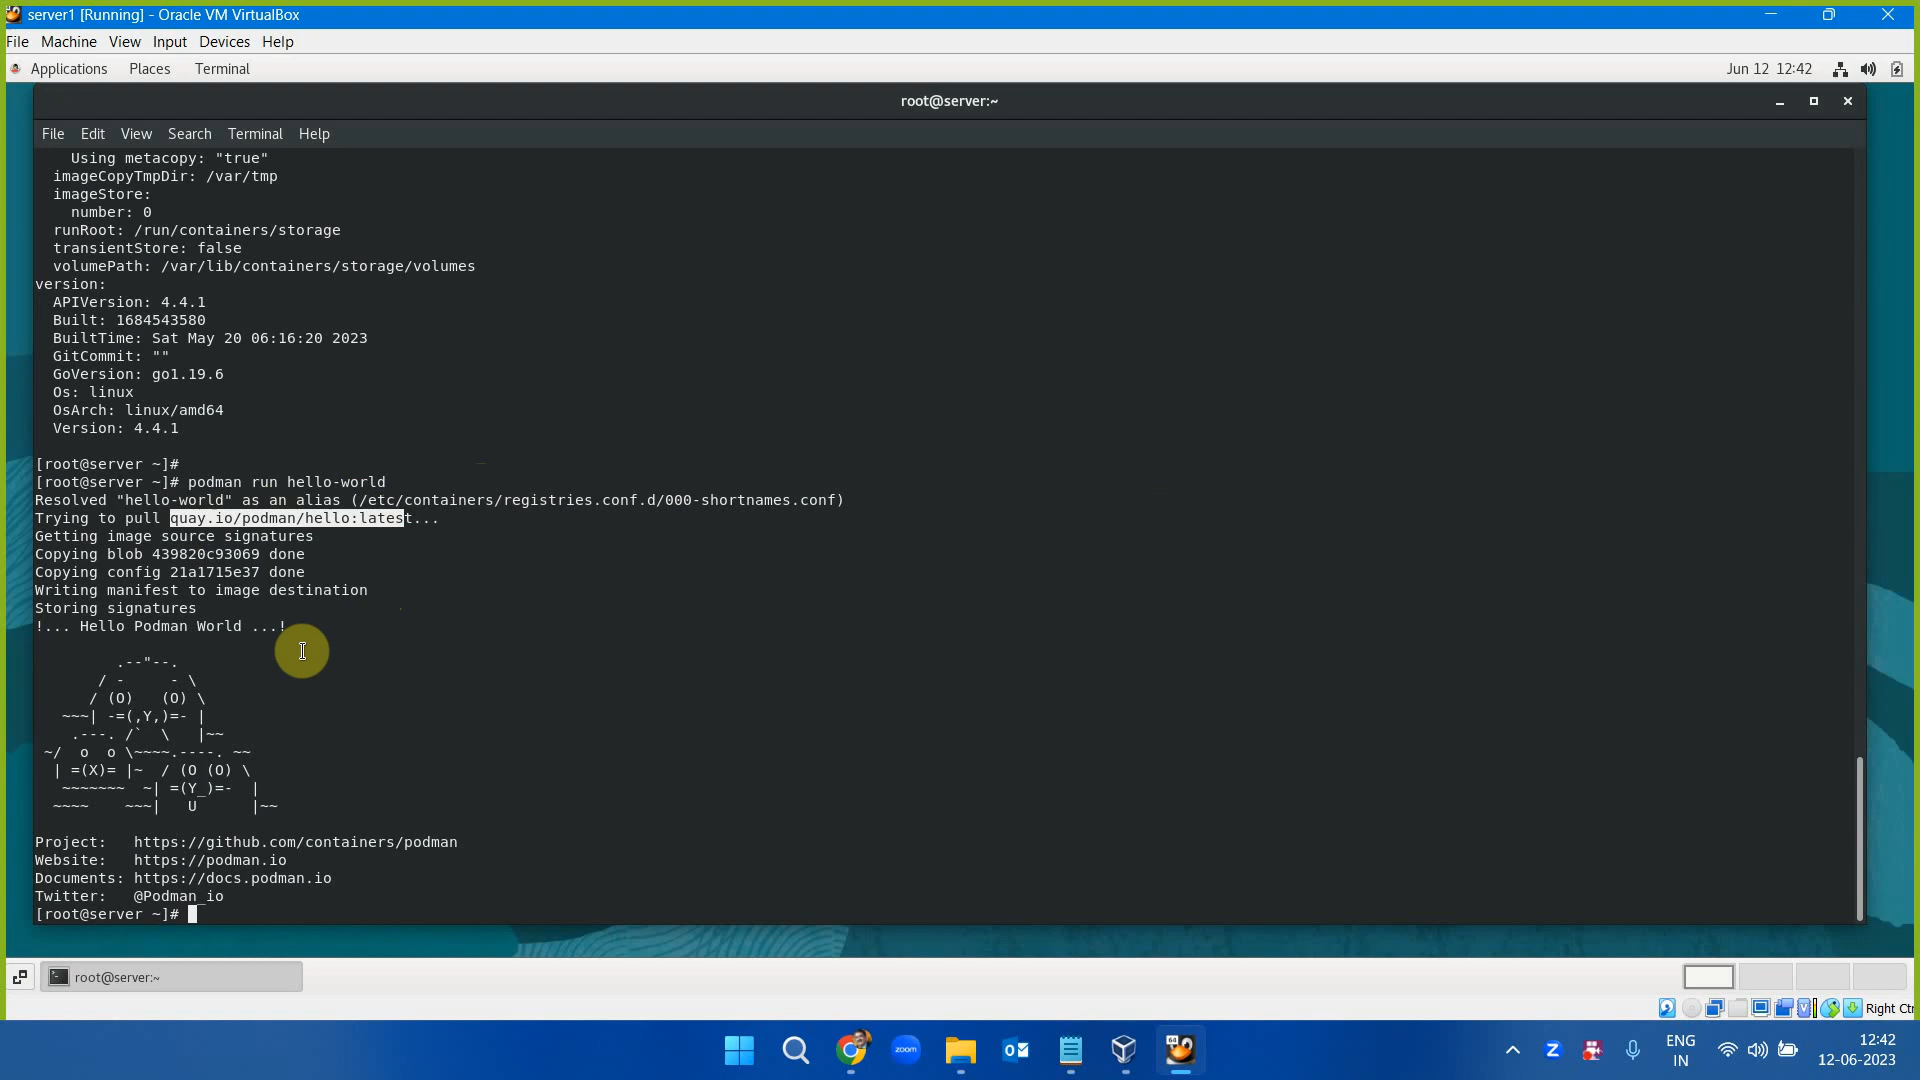 server1 [Running] - Oracle VM VirtualBox
File Machine View Input Devices Help
Applications Places Terminal Jun 12 12:42
root@server:~
File Edit View Search Terminal Help
Using metacopy: "true"
imageCopyTmpDir: /var/tmp
imageStore:
number: 0
runRoot: /run/containers/storage
transientStore: false
volumePath: /var/lib/containers/storage/volumes
version:
APIVersion: 4.4.1
Built: 1684543580
BuiltTime: Sat May 20 06:16:20 2023
GitCommit: ""
GoVersion: go1.19.6
Os: linux
OsArch: linux/amd64
Version: 4.4.1
[root@server ~]#
[root@server ~]# podman run hello-world
Resolved "hello-world" as an alias (/etc/containers/registries.conf.d/000-shortnames.conf)
Trying to pull quay.io/podman/hello:latest...
Getting image source signatures
Copying blob 439820c93069 done
Copying config 21a1715e37 done
Writing manifest to image destination
Storing signatures
!... Hello Podman World ...!
         .--"--.
       / -     - \
      / (O)   (O) \
   ~~~| -=(,Y,)=- |
    .---. /`  \   |~~
 ~/  o  o \~~~~.----. ~~
  | =(X)= |~  / (O (O) \
   ~~~~~~~  ~| =(Y_)=-  |
  ~~~~    ~~~|   U      |~~
Project: https://github.com/containers/podman
Website: https://podman.io
Documents: https://docs.podman.io
Twitter: @Podman_io
[root@server ~]#
root@server:~
Right Ctr
zoom
64
ENG
IN
12:42
12-06-2023